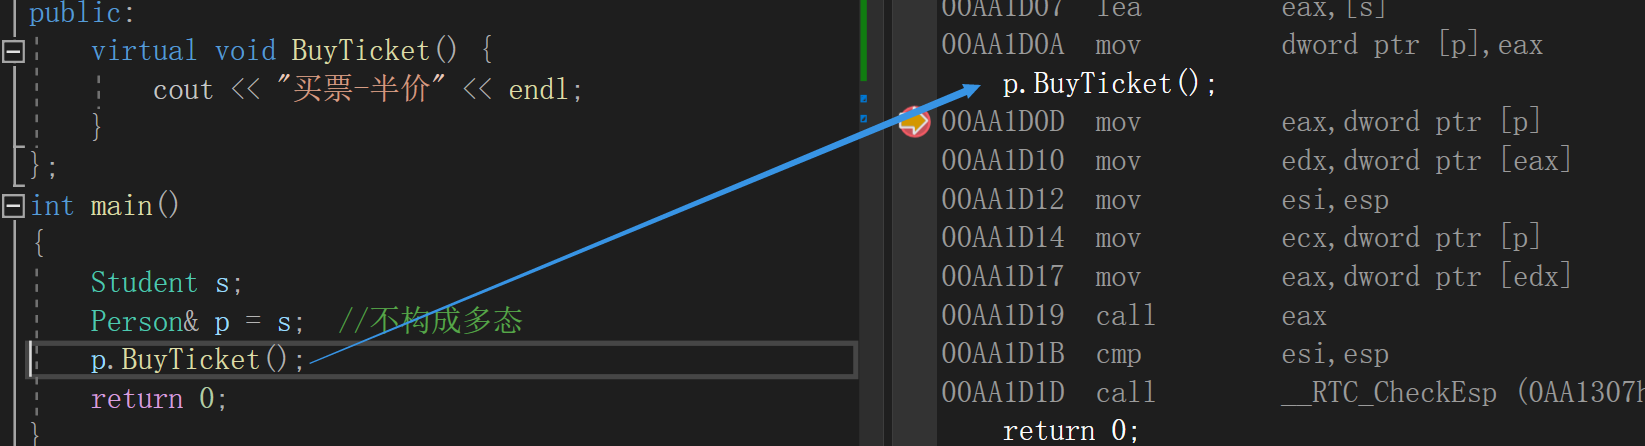 public:
virtual void BuyTicket() {
cout << "买票-半价" << endl;
}
};
int main()
{
Student s;
Person& p = s; //不构成多态
p.BuyTicket();
return 0;
}
00AA1D07 lea eax,[s]
00AA1D0A mov dword ptr [p],eax
p.BuyTicket();
00AA1D0D mov eax,dword ptr [p]
00AA1D10 mov edx,dword ptr [eax]
00AA1D12 mov esi,esp
00AA1D14 mov ecx,dword ptr [p]
00AA1D17 mov eax,dword ptr [edx]
00AA1D19 call eax
00AA1D1B cmp esi,esp
00AA1D1D call __RTC_CheckEsp (0AA1307h
return 0;